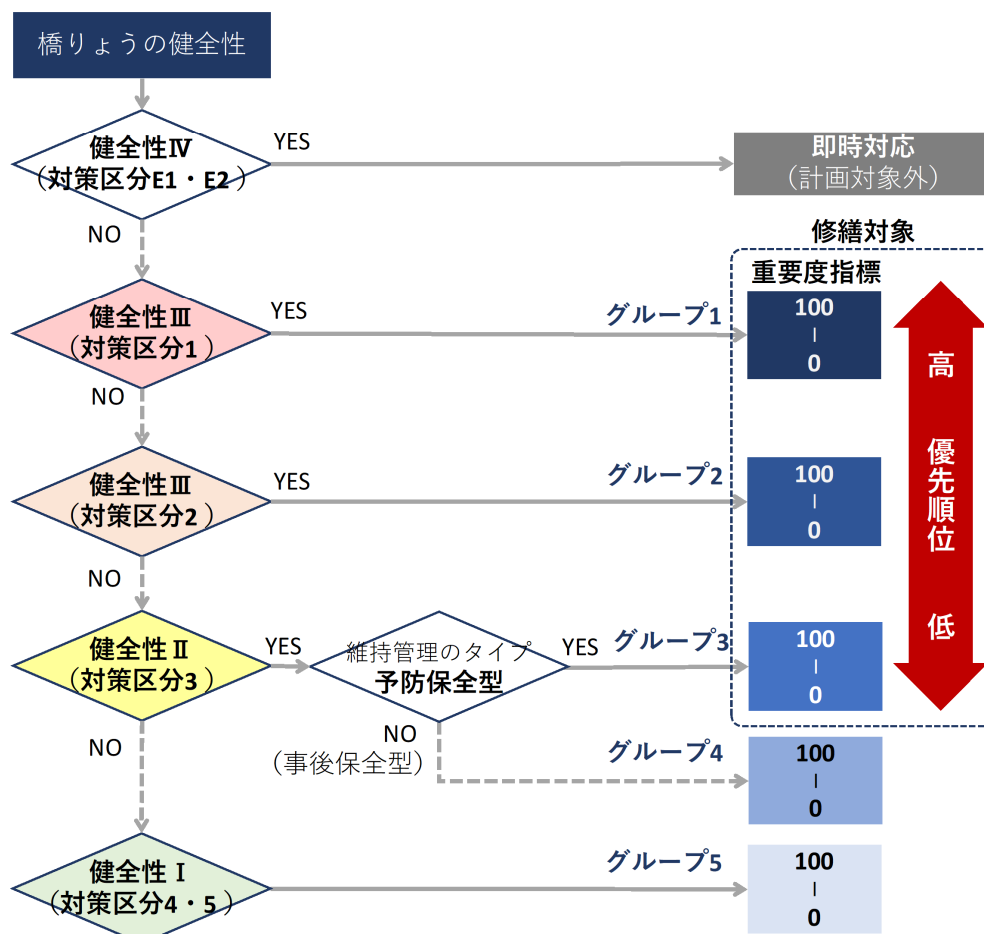 橋りょうの健全性
健全性Ⅳ
（対策区分E1・E2）
YES
即時対応
（計画対象外）
NO
修繕対象
重要度指標
健全性Ⅲ
（対策区分1）
YES
グループ1
100
|
0
高
NO
健全性Ⅲ
（対策区分2）
YES
グループ2
100
|
0
優先順位
NO
健全性Ⅱ
（対策区分3）
YES
維持管理のタイプ
予防保全型
YES
グループ3
100
|
0
低
NO
NO
（事後保全型）
グループ4
100
|
0
健全性Ⅰ
（対策区分4・5）
グループ5
100
|
0